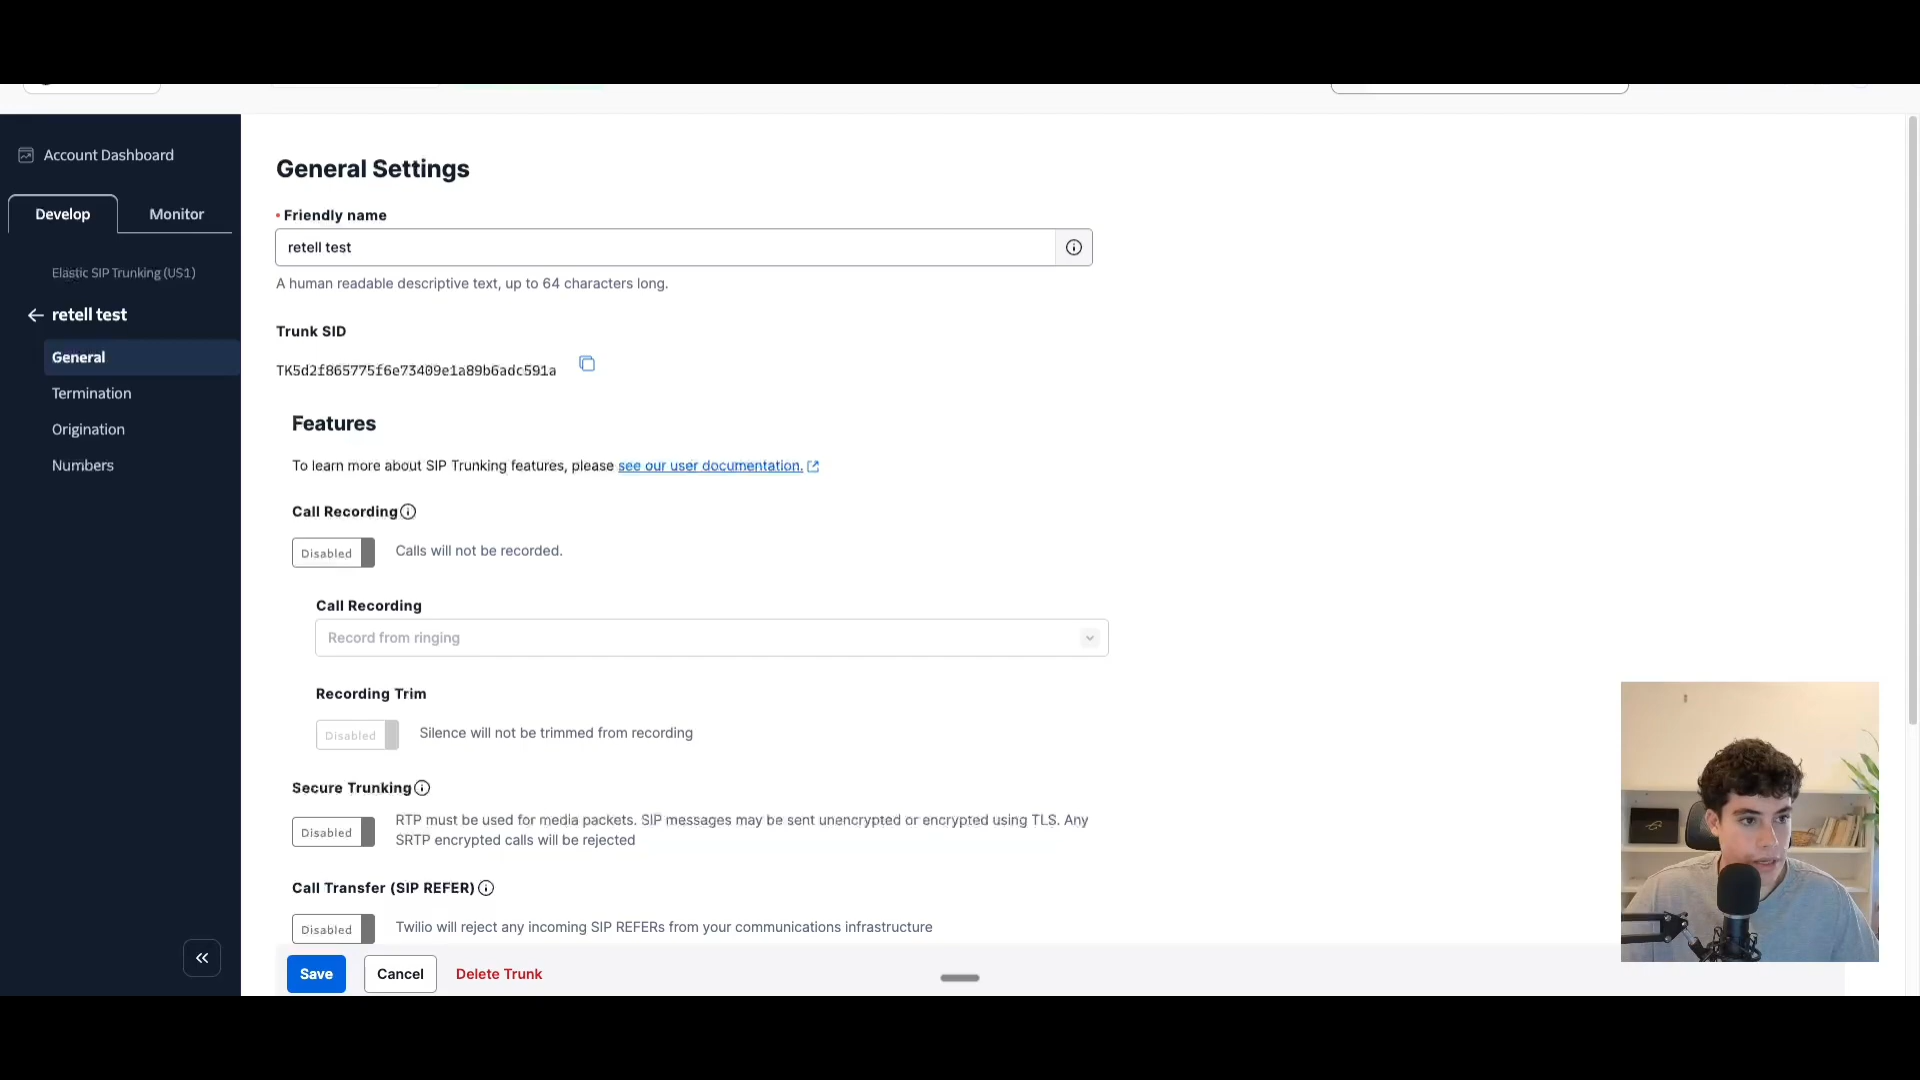 Account Dashboard
Develop
Monitor
Elastic SIP Trunking (US1)
retell test
General
Termination
Origination
Numbers
General Settings
• Friendly name
retell test
A human readable descriptive text, up to 64 characters long.
Trunk SID
TK5d2f865775f6e73409e1a89b6adc591a
Features
To learn more about SIP Trunking features, please see our user documentation.
Call Recording
Disabled
Calls will not be recorded.
Call Recording
Record from ringing
Recording Trim
Disabled
Silence will not be trimmed from recording
Secure Trunking
Disabled
RTP must be used for media packets. SIP messages may be sent unencrypted or encrypted using TLS. Any
SRTP encrypted calls will be rejected
Call Transfer (SIP REFER)
Disabled
Twilio will reject any incoming SIP REFERs from your communications infrastructure
Save
Cancel
Delete Trunk